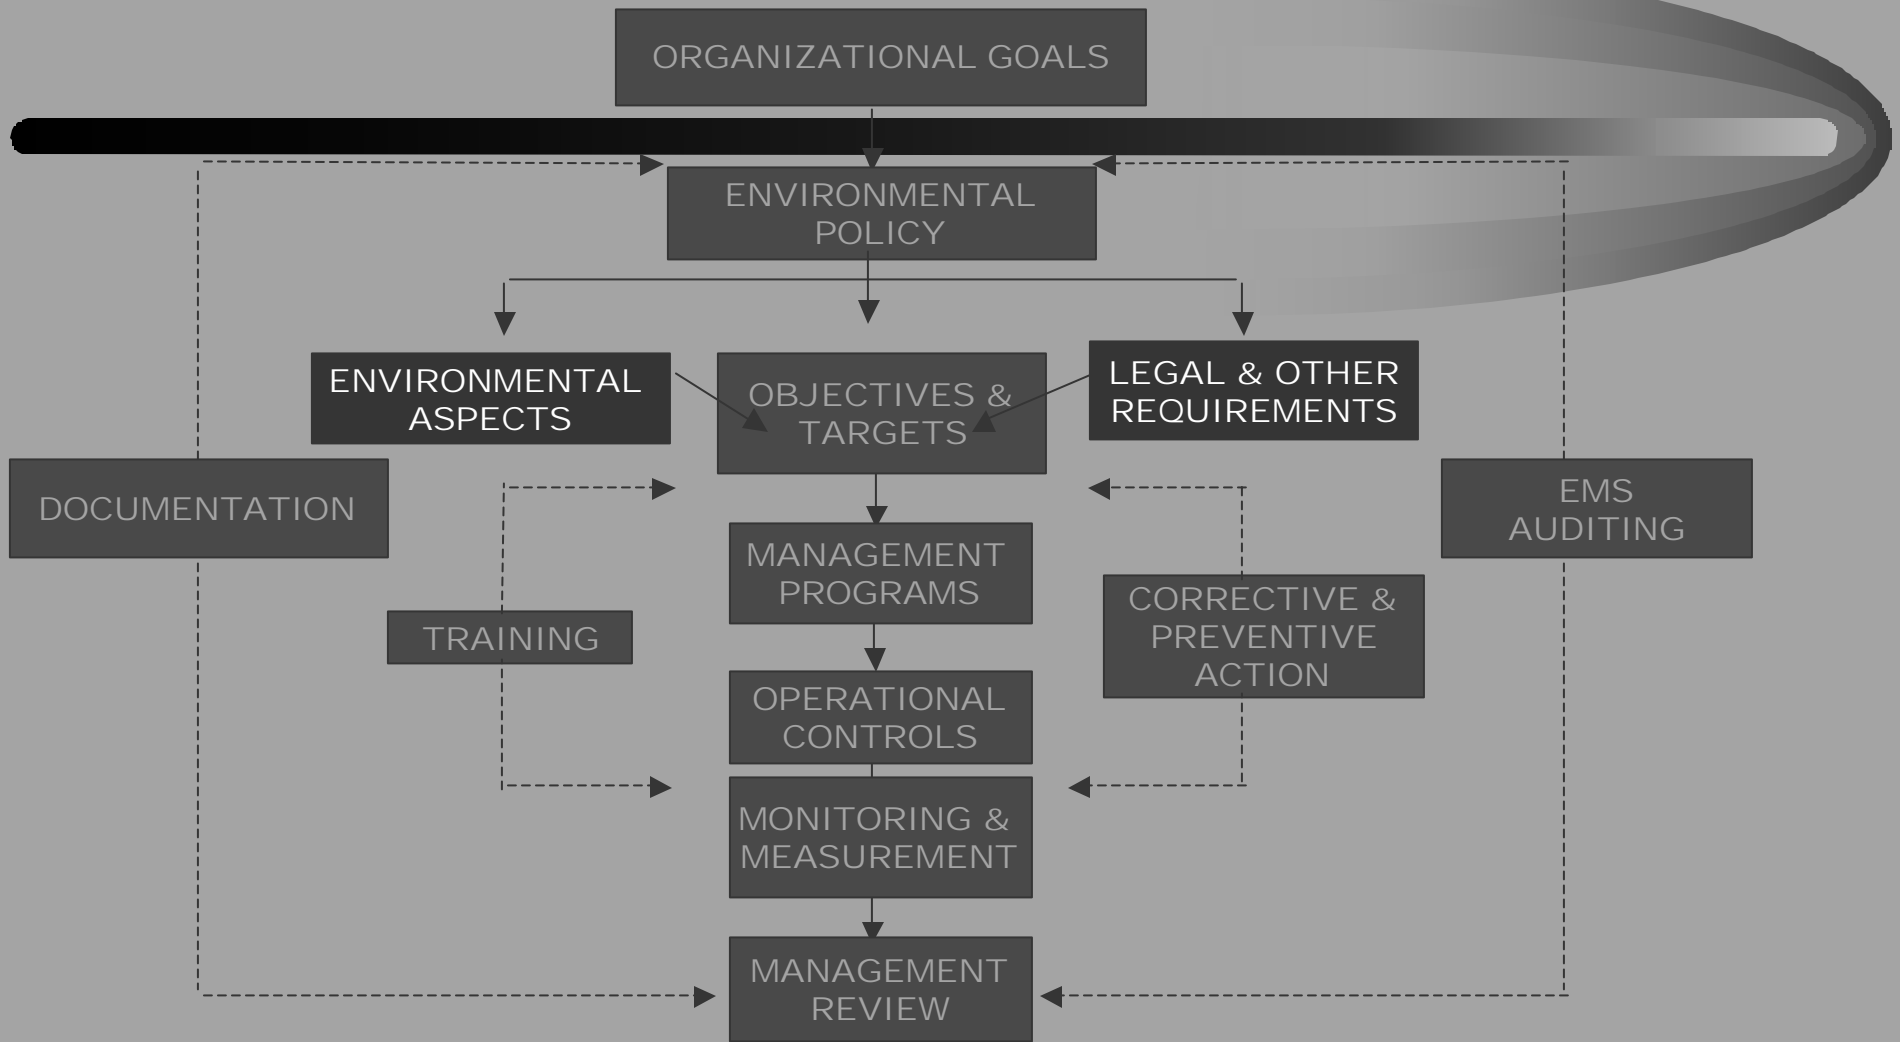 ORGANIZATIONAL GOALS
ENVIRONMENTAL
POLICY
ENVIRONMENTAL
ASPECTS
OBJECTIVES &
TARGETS
LEGAL & OTHER
REQUIREMENTS
DOCUMENTATION
EMS
AUDITING
MANAGEMENT
PROGRAMS
TRAINING
CORRECTIVE &
PREVENTIVE
ACTION
OPERATIONAL
CONTROLS
MONITORING &
MEASUREMENT
MANAGEMENT
REVIEW